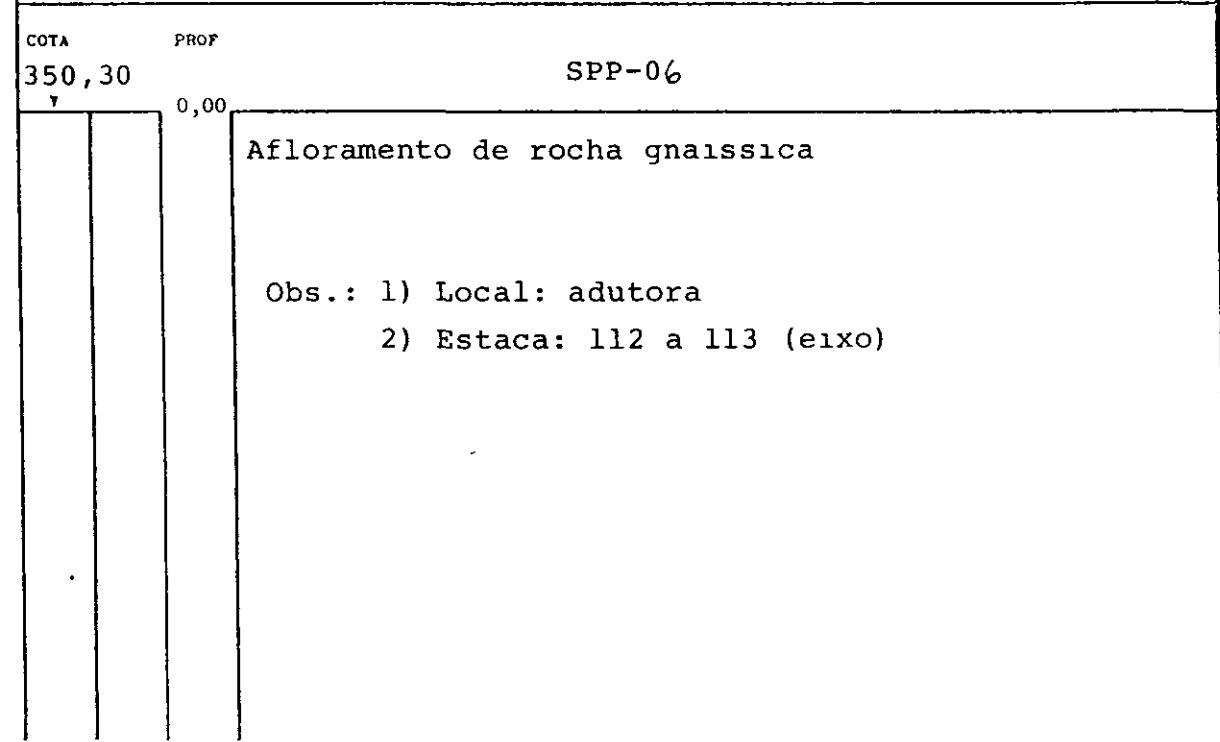 COTA PROF
350,30 SPP-06
0,00
Afloramento de rocha gnaissica
Obs.: 1) Local: adutora
2) Estaca: 112 a 113 (eixo)